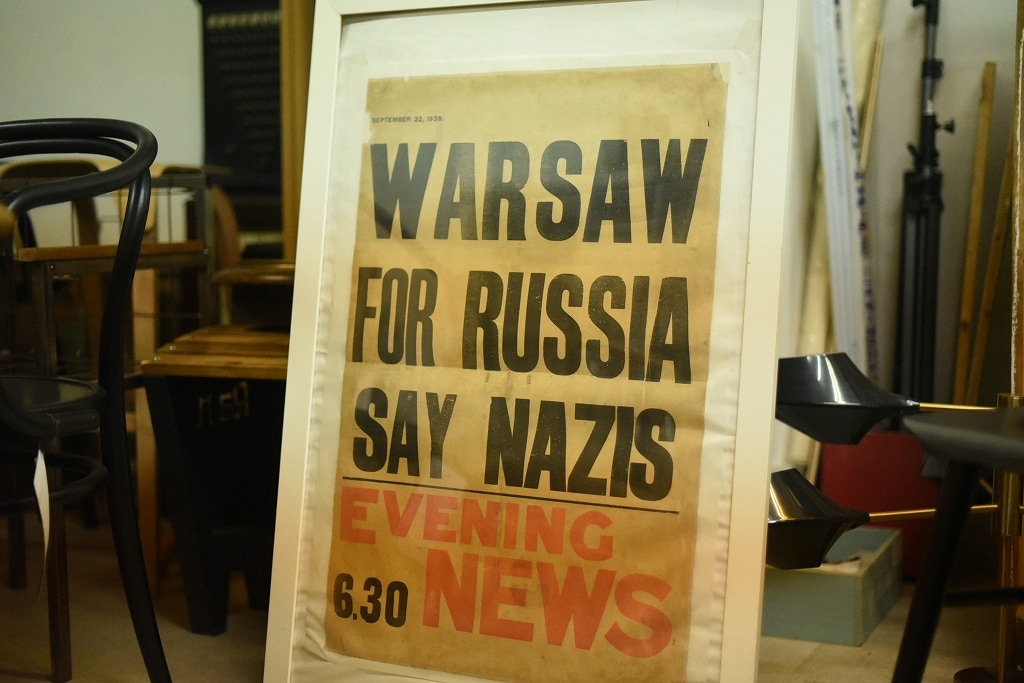 SEPTEMBER 22, 1939.
WARSAW
FOR RUSSIA
SAY NAZIS
EVENING
6.30 NEWS